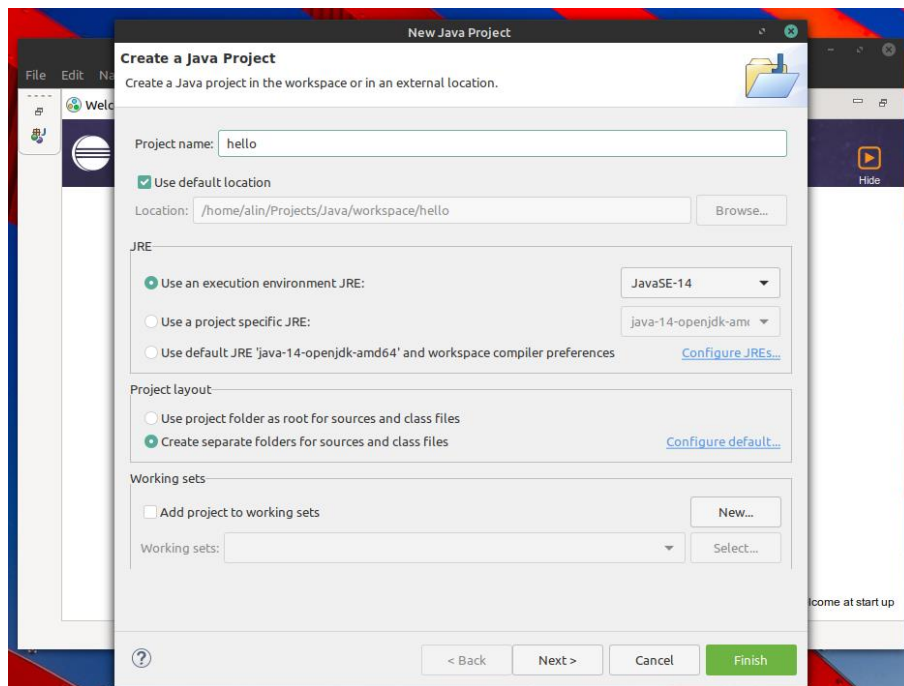 New Java Project
File Edit Na
Welc
Create a Java Project
Create a Java project in the workspace or in an external location.
Project name: hello
Use default location
Location: /home/alin/Projects/Java/workspace/hello Browse...
Hide
JRE
Use an execution environment JRE: JavaSE-14
Use a project specific JRE: java-14-openjdk-am
Use default JRE 'java-14-openjdk-amd64' and workspace compiler preferences Configure JREs...
Project layout
Use project folder as root for sources and class files
Create separate folders for sources and class files Configure default...
Working sets
Add project to working sets New...
Working sets: Select...
lcome at start up
? < Back Next > Cancel Finish